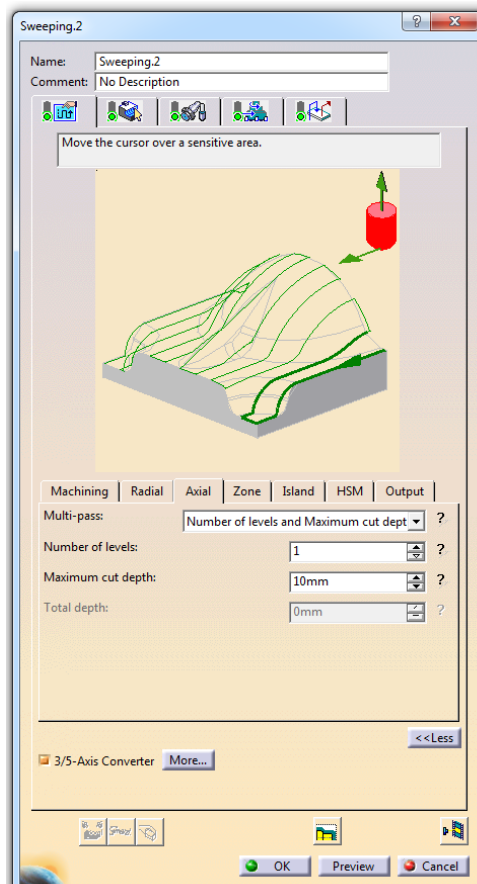 Sweeping.2
Name: Sweeping.2
Comment: No Description
Move the cursor over a sensitive area.
Machining Radial Axial Zone Island HSM Output
Multi-pass: Number of levels and Maximum cut dept ?
Number of levels: 1 ?
Maximum cut depth: 10mm ?
Total depth: 0mm ?
<<Less
3/5-Axis Converter More...
OK Preview Cancel